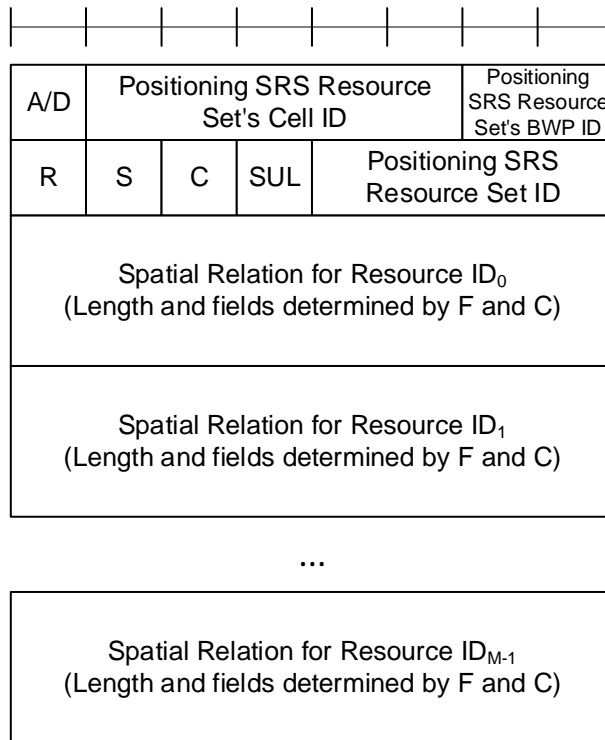 A/D
Positioning SRS Resource
Set's Cell ID
Positioning
SRS Resource
Set's BWP ID
R
S
C
SUL
Positioning SRS
Resource Set ID
Spatial Relation for Resource ID₀
(Length and fields determined by F and C)
Spatial Relation for Resource ID₁
(Length and fields determined by F and C)
...
Spatial Relation for Resource ID_M-1
(Length and fields determined by F and C)